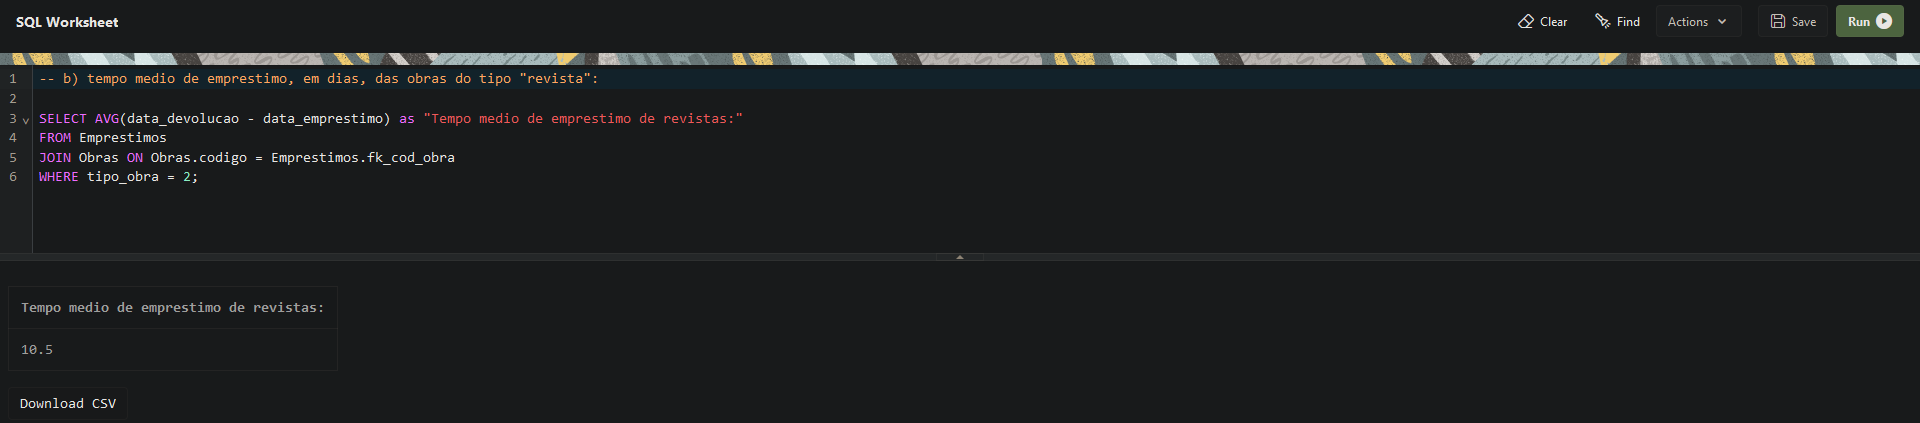 SQL Worksheet
Clear
Find
Actions
Save
Run
1 -- b) tempo medio de emprestimo, em dias, das obras do tipo "revista":
2
3 SELECT AVG(data_devolucao - data_emprestimo) as "Tempo medio de emprestimo de revistas:"
4 FROM Emprestimos
5 JOIN Obras ON Obras.codigo = Emprestimos.fk_cod_obra
6 WHERE tipo_obra = 2;
Tempo medio de emprestimo de revistas:
10.5
Download CSV